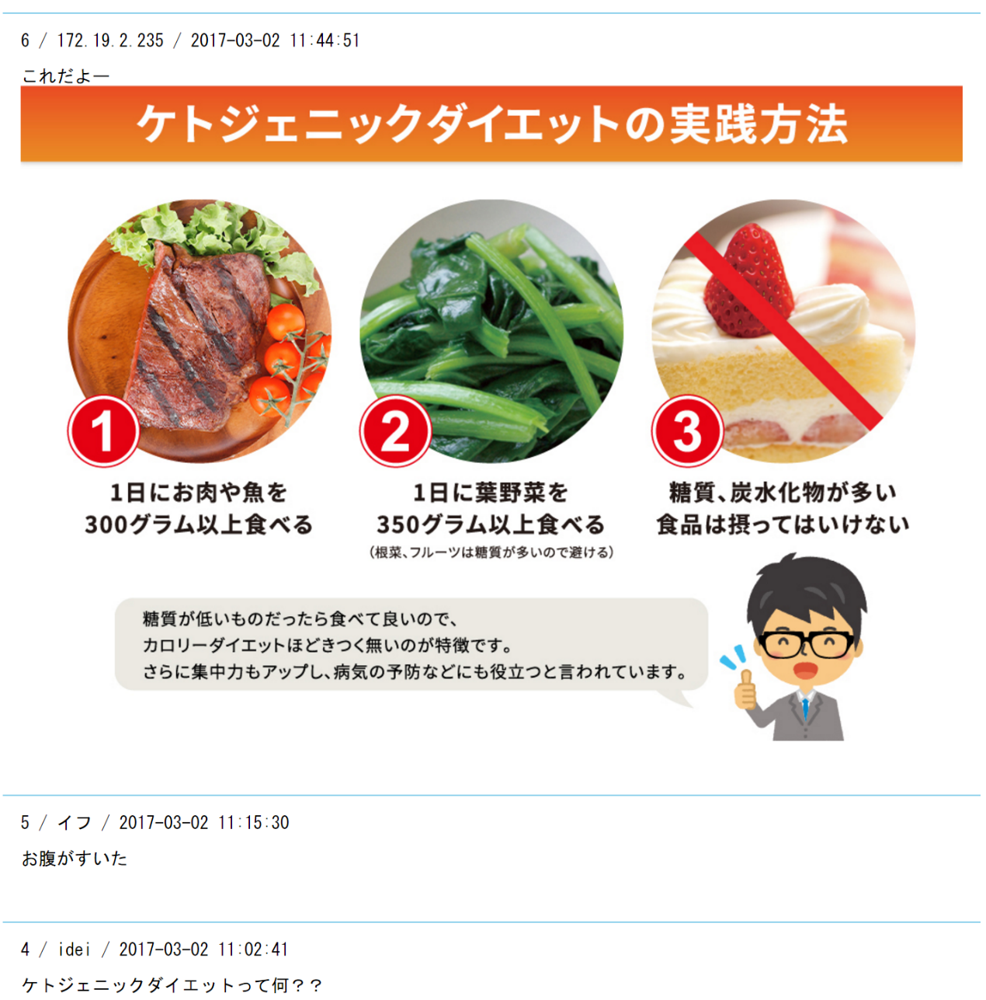 6 / 172.19.2.235 / 2017-03-02 11:44:51
これだよー
ケトジェニックダイエットの実践方法
1
1日にお肉や魚を
300グラム以上食べる
2
1日に葉野菜を
350グラム以上食べる
（根菜、フルーツは糖質が多いので避ける）
3
糖質、炭水化物が多い
食品は摂ってはいけない
糖質が低いものだったら食べて良いので、
カロリーダイエットほどきつく無いのが特徴です。
さらに集中力もアップし、病気の予防などにも役立つと言われています。
5 / イフ / 2017-03-02 11:15:30
お腹がすいた
4 / idei / 2017-03-02 11:02:41
ケトジェニックダイエットって何？？